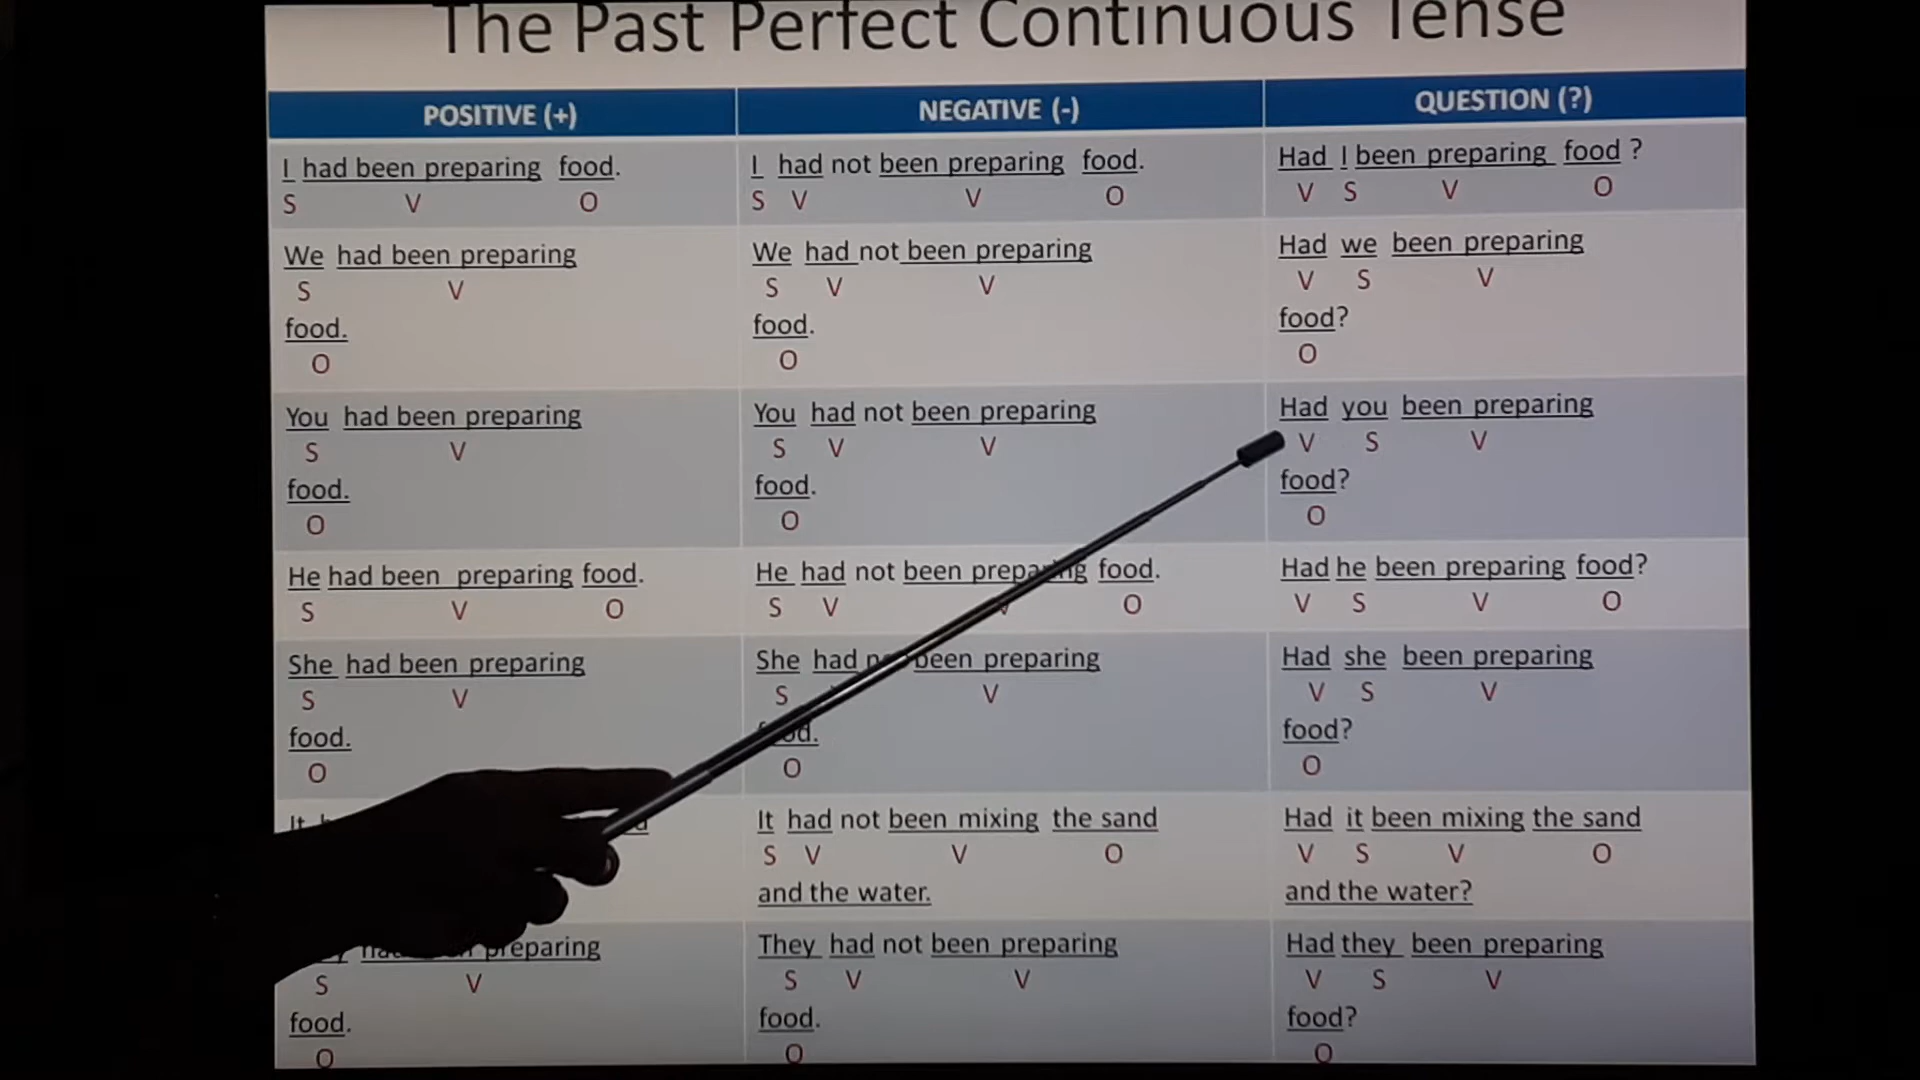 The Past Perfect Continuous Tense
POSITIVE (+) NEGATIVE (-) QUESTION (?)
I had been preparing food. I had not been preparing food. Had I been preparing food ?
S V O S V V O V S V O
We had been preparing We had not been preparing Had we been preparing
S V S V V V S V
food. food. food?
O O O
You had been preparing You had not been preparing Had you been preparing
S V S V V V S V
food. food. food?
O O O
He had been preparing food. He had not been preparing food. Had he been preparing food?
S V O S V V O V S V O
She had been preparing She had been preparing Had she been preparing
S V S V V S V
food. food?
O O O
It It had not been mixing the sand Had it been mixing the sand
S V V O V S V O
and the water. and the water?
preparing They had not been preparing Had they been preparing
S V S V V V S V
food. food. food?
O O O